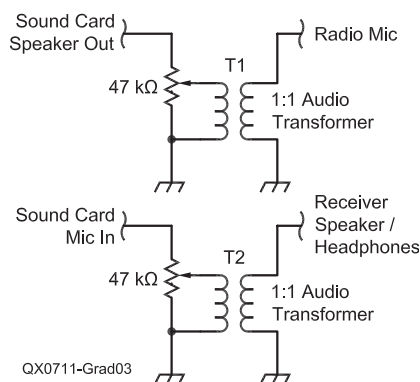 Sound Card
Speaker Out
Radio Mic
T1
47 kΩ
1:1 Audio
Transformer
Sound Card
Mic In
Receiver
Speaker /
Headphones
T2
47 kΩ
1:1 Audio
Transformer
QX0711-Grad03